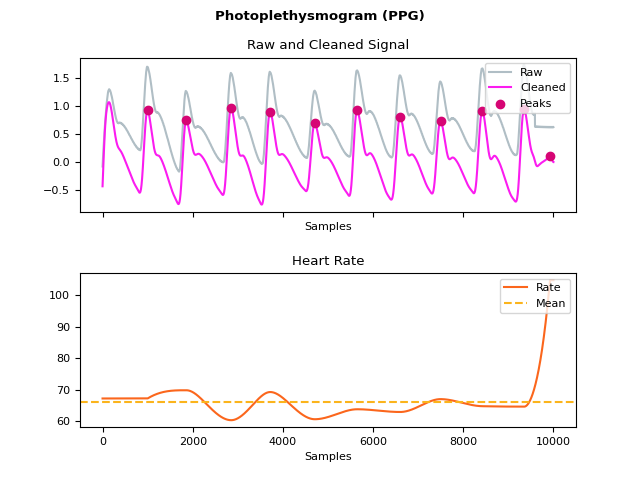 Photoplethysmogram (PPG)
Raw and Cleaned Signal
Raw
Cleaned
Peaks
1.5
1.0
0.5
0.0
−0.5
Samples
Heart Rate
Rate
Mean
100
90
80
70
60
0 2000 4000 6000 8000 10000
Samples